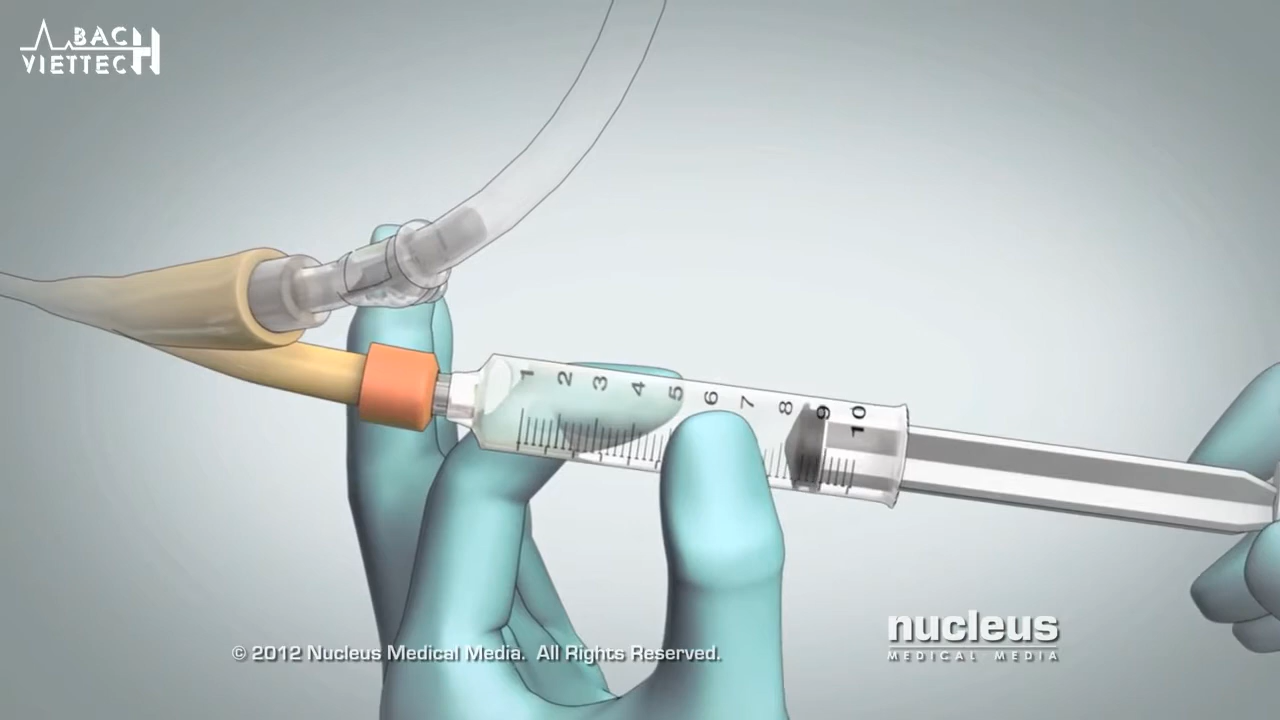 BACH
VIETTECH
1 2 3 4 5 6 7 8 9 10
nucleus
MEDICAL MEDIA
© 2012 Nucleus Medical Media. All Rights Reserved.